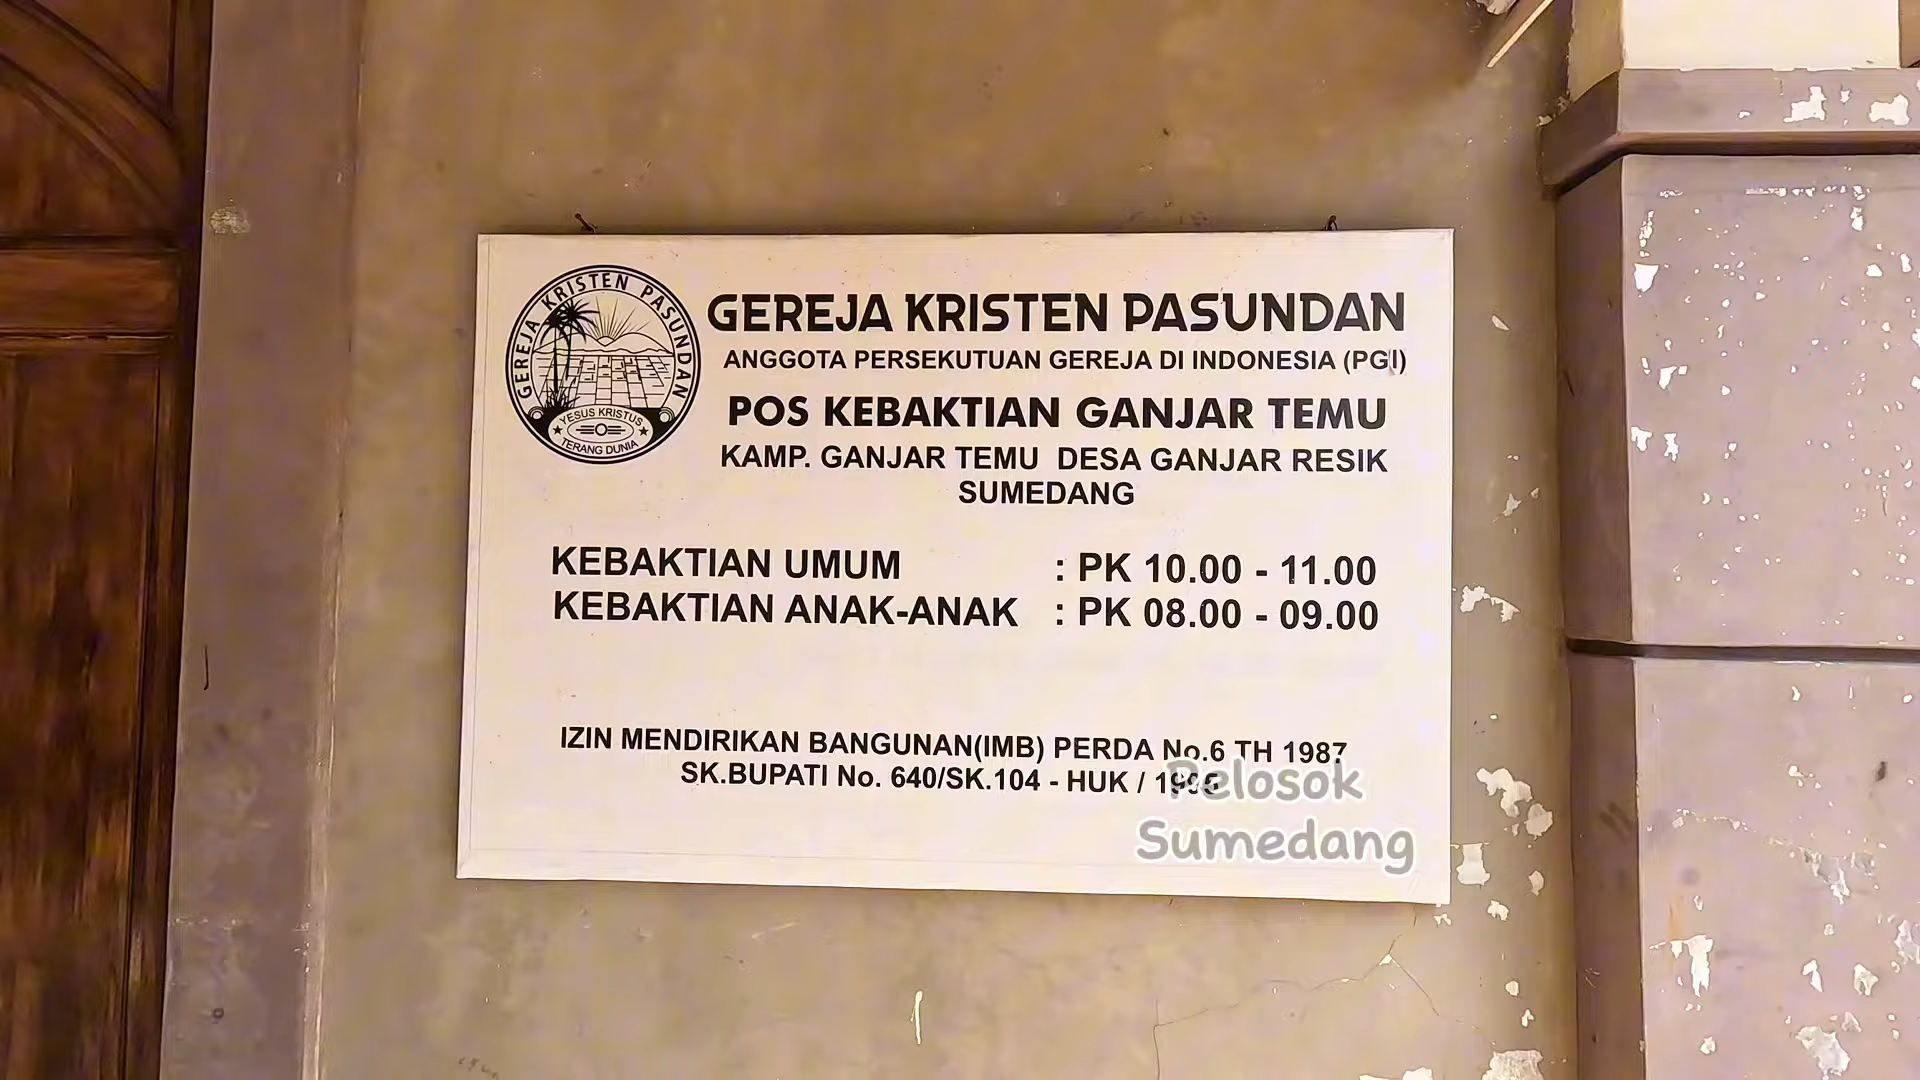 GEREJA KRISTEN PASUNDAN
YESUS KRISTUS
TERANG DUNIA
GEREJA KRISTEN PASUNDAN
ANGGOTA PERSEKUTUAN GEREJA DI INDONESIA (PGI)
POS KEBAKTIAN GANJAR TEMU
KAMP. GANJAR TEMU DESA GANJAR RESIK
SUMEDANG
KEBAKTIAN UMUM : PK 10.00 - 11.00
KEBAKTIAN ANAK-ANAK : PK 08.00 - 09.00
IZIN MENDIRIKAN BANGUNAN(IMB) PERDA No.6 TH 1987
SK.BUPATI No. 640/SK.104 - HUK /
Pelosok
Sumedang